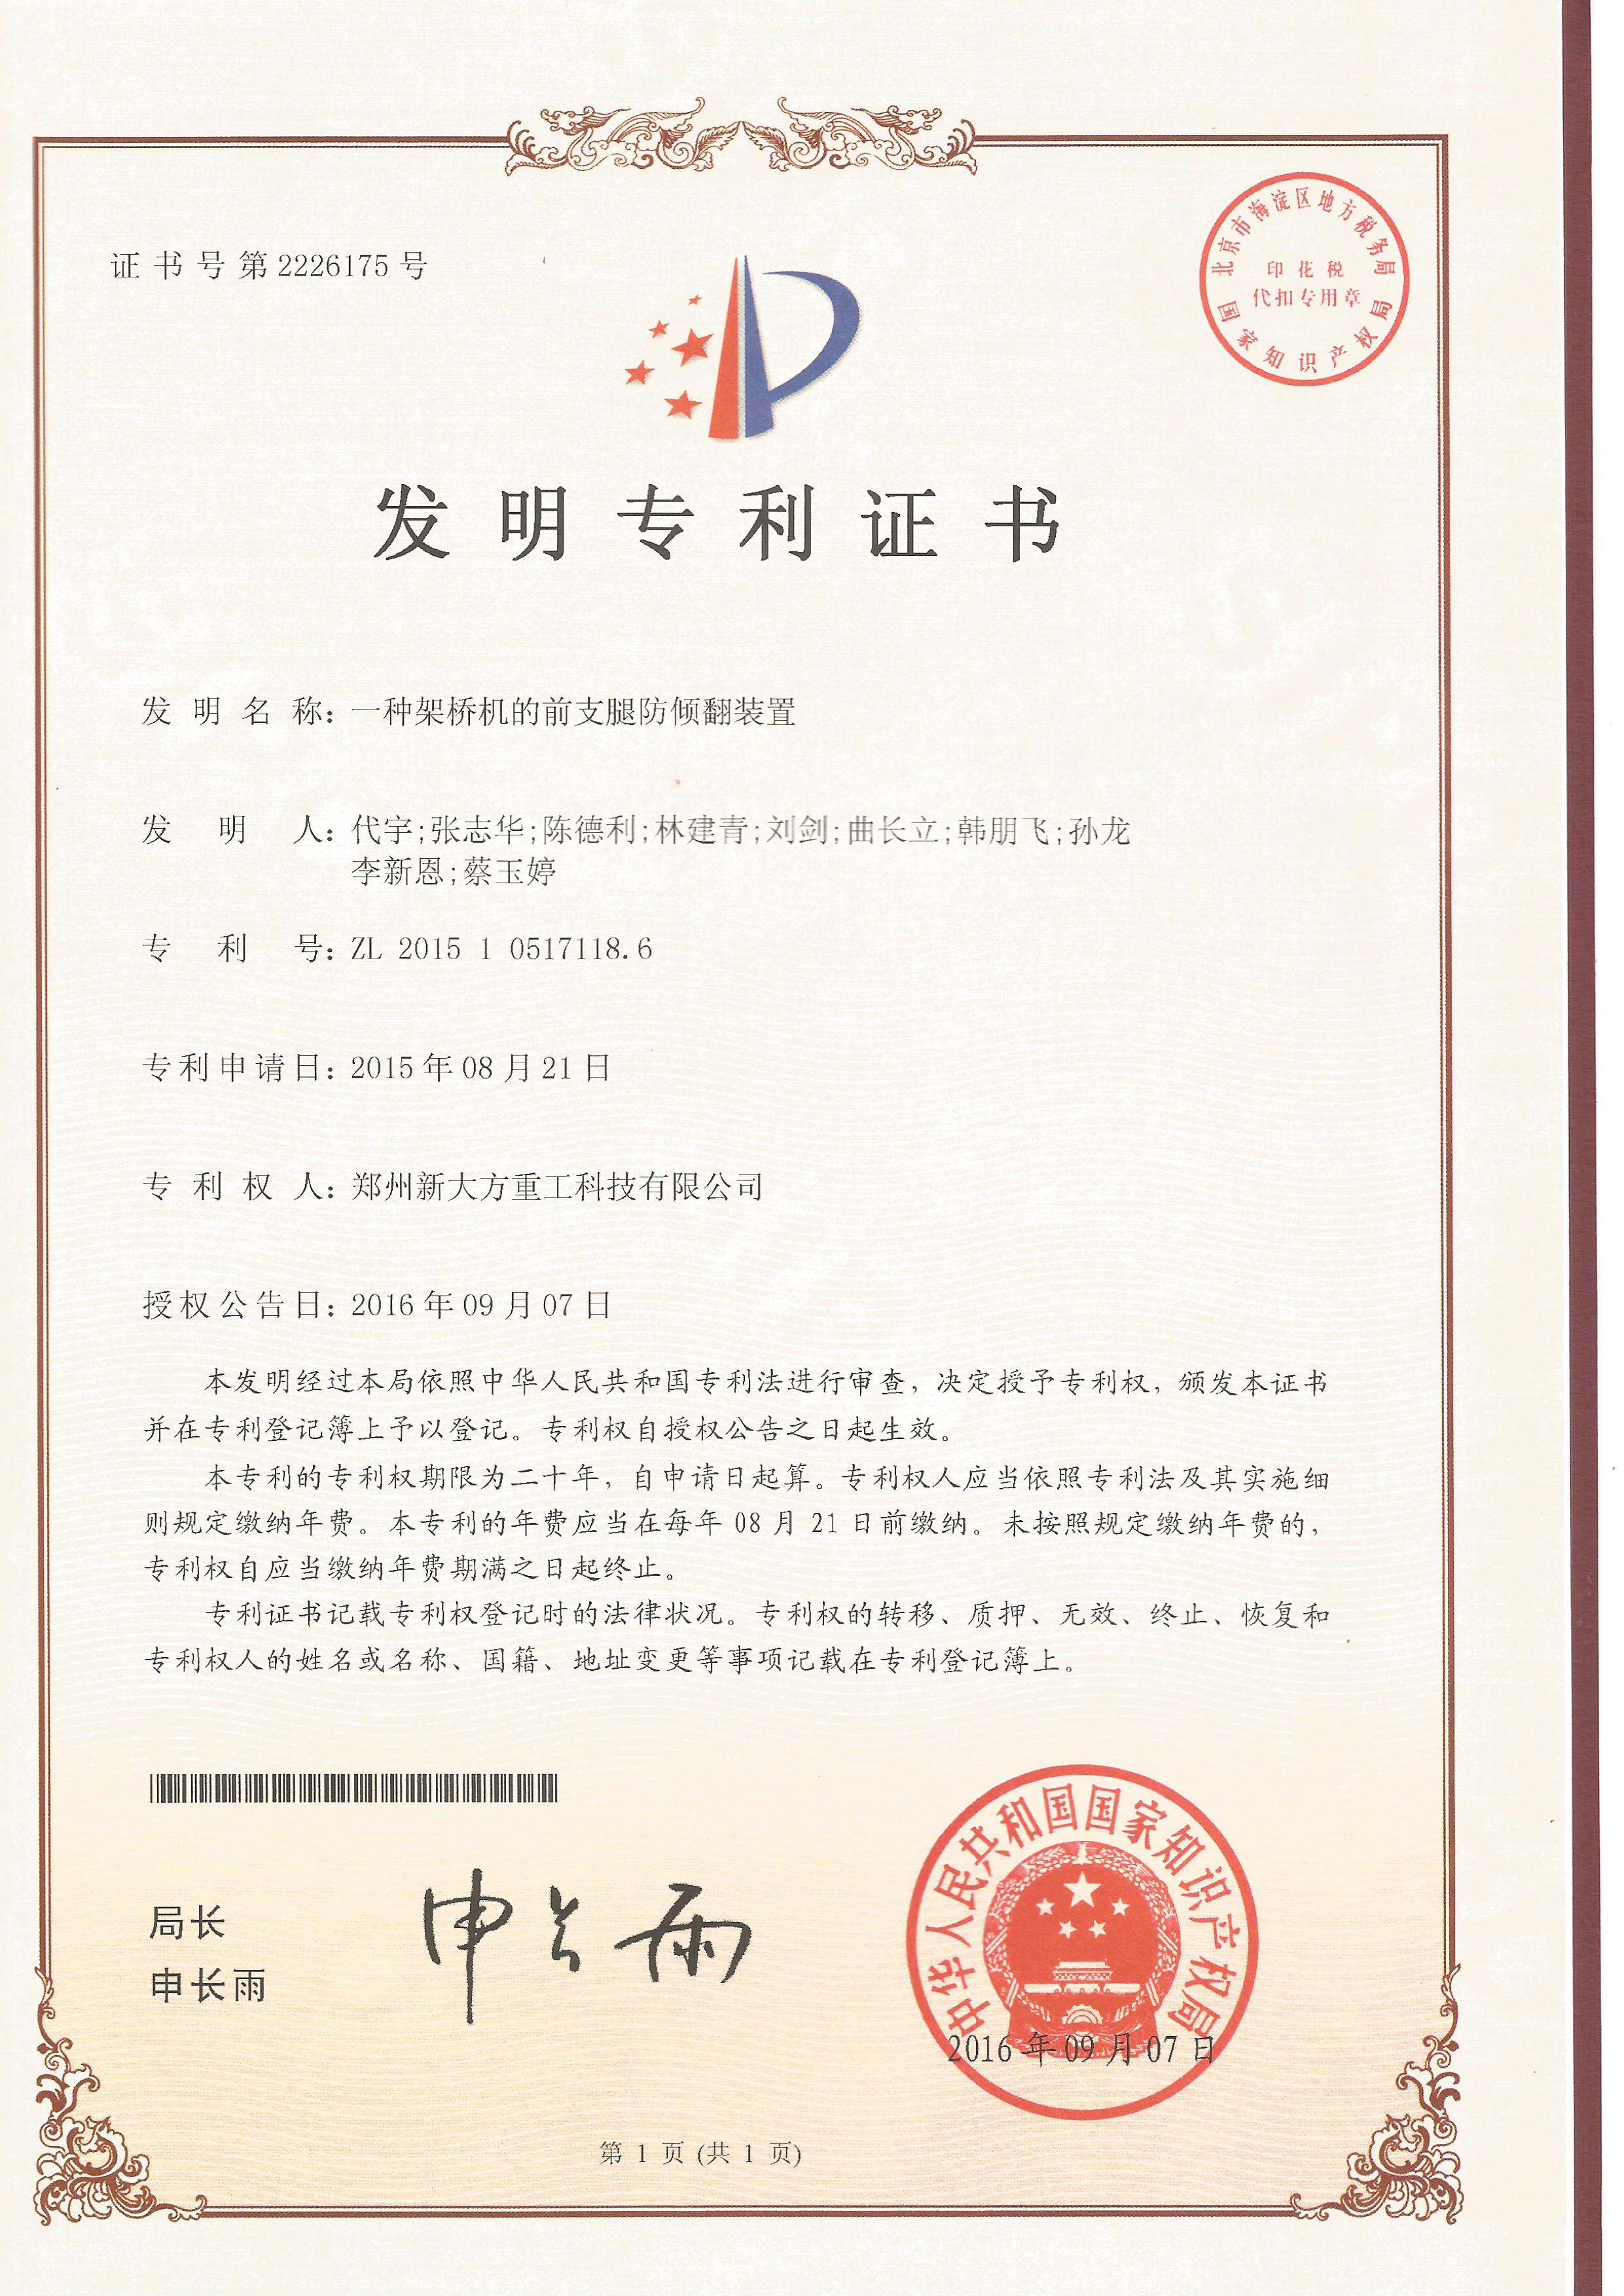 证书号第2226175号
北京市海淀区地方税务局
印花税
代扣专用章
国家知识产权局
发明专利证书
发明名称：一种架桥机的前支腿防倾翻装置
发明人：代宇;张志华;陈德利;林建青;刘剑;曲长立;韩朋飞;孙龙
李新恩;蔡玉婷
专利号：ZL 2015 1 0517118.6
专利申请日：2015年08月21日
专利权人：郑州新大方重工科技有限公司
授权公告日：2016年09月07日
本发明经过本局依照中华人民共和国专利法进行审查，决定授予专利权，颁发本证书
并在专利登记簿上予以登记。专利权自授权公告之日起生效。
本专利的专利权期限为二十年，自申请日起算。专利权人应当依照专利法及其实施细
则规定缴纳年费。本专利的年费应当在每年08月21日前缴纳。未按照规定缴纳年费的，
专利权自应当缴纳年费期满之日起终止。
专利证书记载专利权登记时的法律状况。专利权的转移、质押、无效、终止、恢复和
专利权人的姓名或名称、国籍、地址变更等事项记载在专利登记簿上。
局长
申长雨
申长雨
中华人民共和国国家知识产权局
2016年09月07日
第 1 页 (共 1 页)